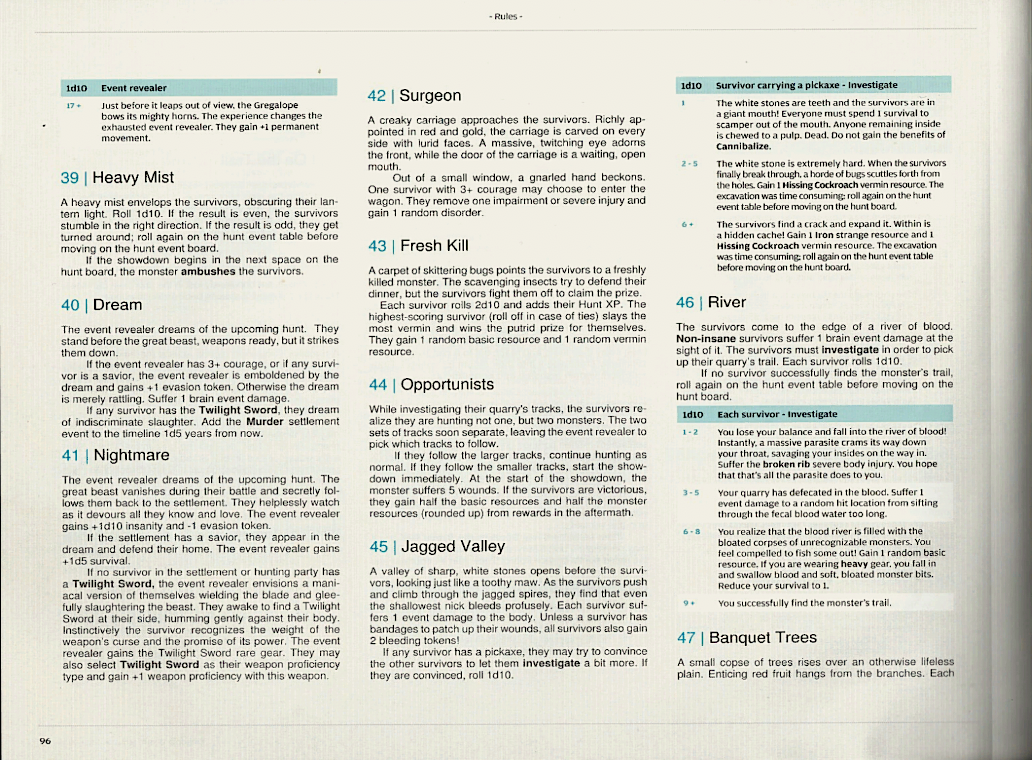 - Rules -
1d10 Event revealer
17+ Just before it leaps out of view, the Gregalope
bows its mighty horns. The experience changes the
exhausted event revealer. They gain +1 permanent
movement.
39 | Heavy Mist
A heavy mist envelops the survivors, obscuring their lan-
tern light. Roll 1d10. If the result is even, the survivors
stumble in the right direction. If the result is odd, they get
turned around; roll again on the hunt event table before
moving on the hunt event board.
If the showdown begins in the next space on the
hunt board, the monster ambushes the survivors.
40 | Dream
The event revealer dreams of the upcoming hunt. They
stand before the great beast, weapons ready, but it strikes
them down.
If the event revealer has 3+ courage, or if any survi-
vor is a savior, the event revealer is emboldened by the
dream and gains +1 evasion token. Otherwise the dream
is merely rattling. Suffer 1 brain event damage.
If any survivor has the Twilight Sword, they dream
of indiscriminate slaughter. Add the Murder settlement
event to the timeline 1d5 years from now.
41 | Nightmare
The event revealer dreams of the upcoming hunt. The
great beast vanishes during their battle and secretly fol-
lows them back to the settlement. They helplessly watch
as it devours all they know and love. The event revealer
gains +1d10 insanity and -1 evasion token.
If the settlement has a savior, they appear in the
dream and defend their home. The event revealer gains
+1d5 survival.
If no survivor in the settlement or hunting party has
a Twilight Sword, the event revealer envisions a mani-
acal version of themselves wielding the blade and glee-
fully slaughtering the beast. They awake to find a Twilight
Sword at their side, humming gently against their body.
Instinctively the survivor recognizes the weight of the
weapon's curse and the promise of its power. The event
revealer gains the Twilight Sword rare gear. They may
also select Twilight Sword as their weapon proficiency
type and gain +1 weapon proficiency with this weapon.
42 | Surgeon
A creaky carriage approaches the survivors. Richly ap-
pointed in red and gold, the carriage is carved on every
side with lurid faces. A massive, twitching eye adorns
the front, while the door of the carriage is a waiting, open
mouth.
Out of a small window, a gnarled hand beckons.
One survivor with 3+ courage may choose to enter the
wagon. They remove one impairment or severe injury and
gain 1 random disorder.
43 | Fresh Kill
A carpet of skittering bugs points the survivors to a freshly
killed monster. The scavenging insects try to defend their
dinner, but the survivors fight them off to claim the prize.
Each survivor rolls 2d10 and adds their Hunt XP. The
highest-scoring survivor (roll off in case of ties) slays the
most vermin and wins the putrid prize for themselves.
They gain 1 random basic resource and 1 random vermin
resource.
44 | Opportunists
While investigating their quarry's tracks, the survivors re-
alize they are hunting not one, but two monsters. The two
sets of tracks soon separate, leaving the event revealer to
pick which tracks to follow.
If they follow the larger tracks, continue hunting as
normal. If they follow the smaller tracks, start the show-
down immediately. At the start of the showdown, the
monster suffers 5 wounds. If the survivors are victorious,
they gain half the basic resources and half the monster
resources (rounded up) from rewards in the aftermath.
45 | Jagged Valley
A valley of sharp, white stones opens before the survi-
vors, looking just like a toothy maw. As the survivors push
and climb through the jagged spires, they find that even
the shallowest nick bleeds profusely. Each survivor suf-
fers 1 event damage to the body. Unless a survivor has
bandages to patch up their wounds, all survivors also gain
2 bleeding tokens!
If any survivor has a pickaxe, they may try to convince
the other survivors to let them investigate a bit more. If
they are convinced, roll 1d10.
1d10 Survivor carrying a pickaxe - Investigate
1 The white stones are teeth and the survivors are in
a giant mouth! Everyone must spend 1 survival to
scamper out of the mouth. Anyone remaining inside
is chewed to a pulp. Dead. Do not gain the benefits of
Cannibalize.
2 - 5 The white stone is extremely hard. When the survivors
finally break through, a horde of bugs scuttles forth from
the holes. Gain 1 Hissing Cockroach vermin resource. The
excavation was time consuming; roll again on the hunt
event table before moving on the hunt board.
6+ The survivors find a crack and expand it. Within is
a hidden cache! Gain 1 Iron strange resource and 1
Hissing Cockroach vermin resource. The excavation
was time consuming; roll again on the hunt event table
before moving on the hunt board.
46 | River
The survivors come to the edge of a river of blood.
Non-insane survivors suffer 1 brain event damage at the
sight of it. The survivors must investigate in order to pick
up their quarry's trail. Each survivor rolls 1d10.
If no survivor successfully finds the monster's trail,
roll again on the hunt event table before moving on the
hunt board.
1d10 Each survivor - Investigate
1 - 2 You lose your balance and fall into the river of blood!
Instantly, a massive parasite crams its way down
your throat, savaging your insides on the way in.
Suffer the broken rib severe body injury. You hope
that that's all the parasite does to you.
3 - 5 Your quarry has defecated in the blood. Suffer 1
event damage to a random hit location from sifting
through the fecal blood water too long.
6 - 8 You realize that the blood river is filled with the
bloated corpses of unrecognizable monsters. You
feel compelled to fish some out! Gain 1 random basic
resource. If you are wearing heavy gear, you fall in
and swallow blood and soft, bloated monster bits.
Reduce your survival to 1.
9+ You successfully find the monster's trail.
47 | Banquet Trees
A small copse of trees rises over an otherwise lifeless
plain. Enticing red fruit hangs from the branches. Each
96